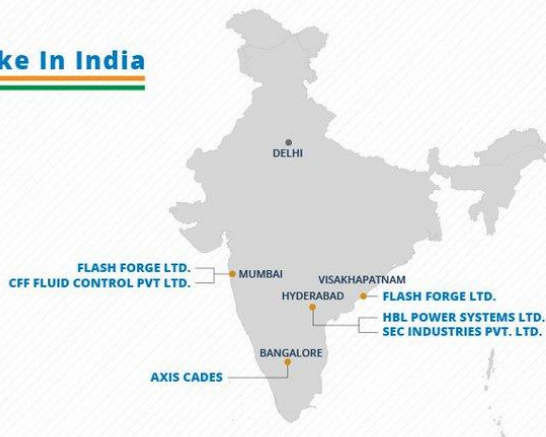 ke In India
DELHI
FLASH FORGE LTD.
CFF FLUID CONTROL PVT LTD.
MUMBAI
VISAKHAPATNAM
HYDERABAD
FLASH FORGE LTD.
HBL POWER SYSTEMS LTD.
SEC INDUSTRIES PVT. LTD.
BANGALORE
AXIS CADES